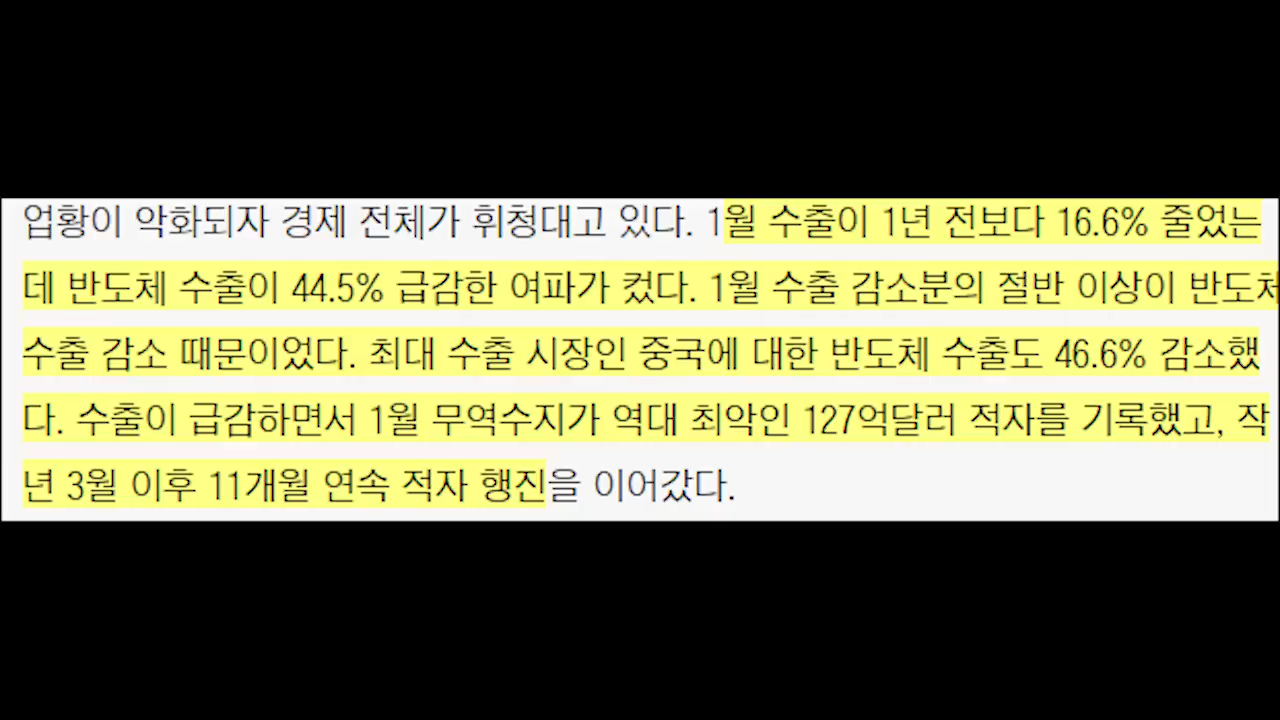 업황이 악화되자 경제 전체가 휘청대고 있다. 1월 수출이 1년 전보다 16.6% 줄었는
데 반도체 수출이 44.5% 급감한 여파가 컸다. 1월 수출 감소분의 절반 이상이 반도체
수출 감소 때문이었다. 최대 수출 시장인 중국에 대한 반도체 수출도 46.6% 감소했
다. 수출이 급감하면서 1월 무역수지가 역대 최악인 127억달러 적자를 기록했고, 작
년 3월 이후 11개월 연속 적자 행진을 이어갔다.